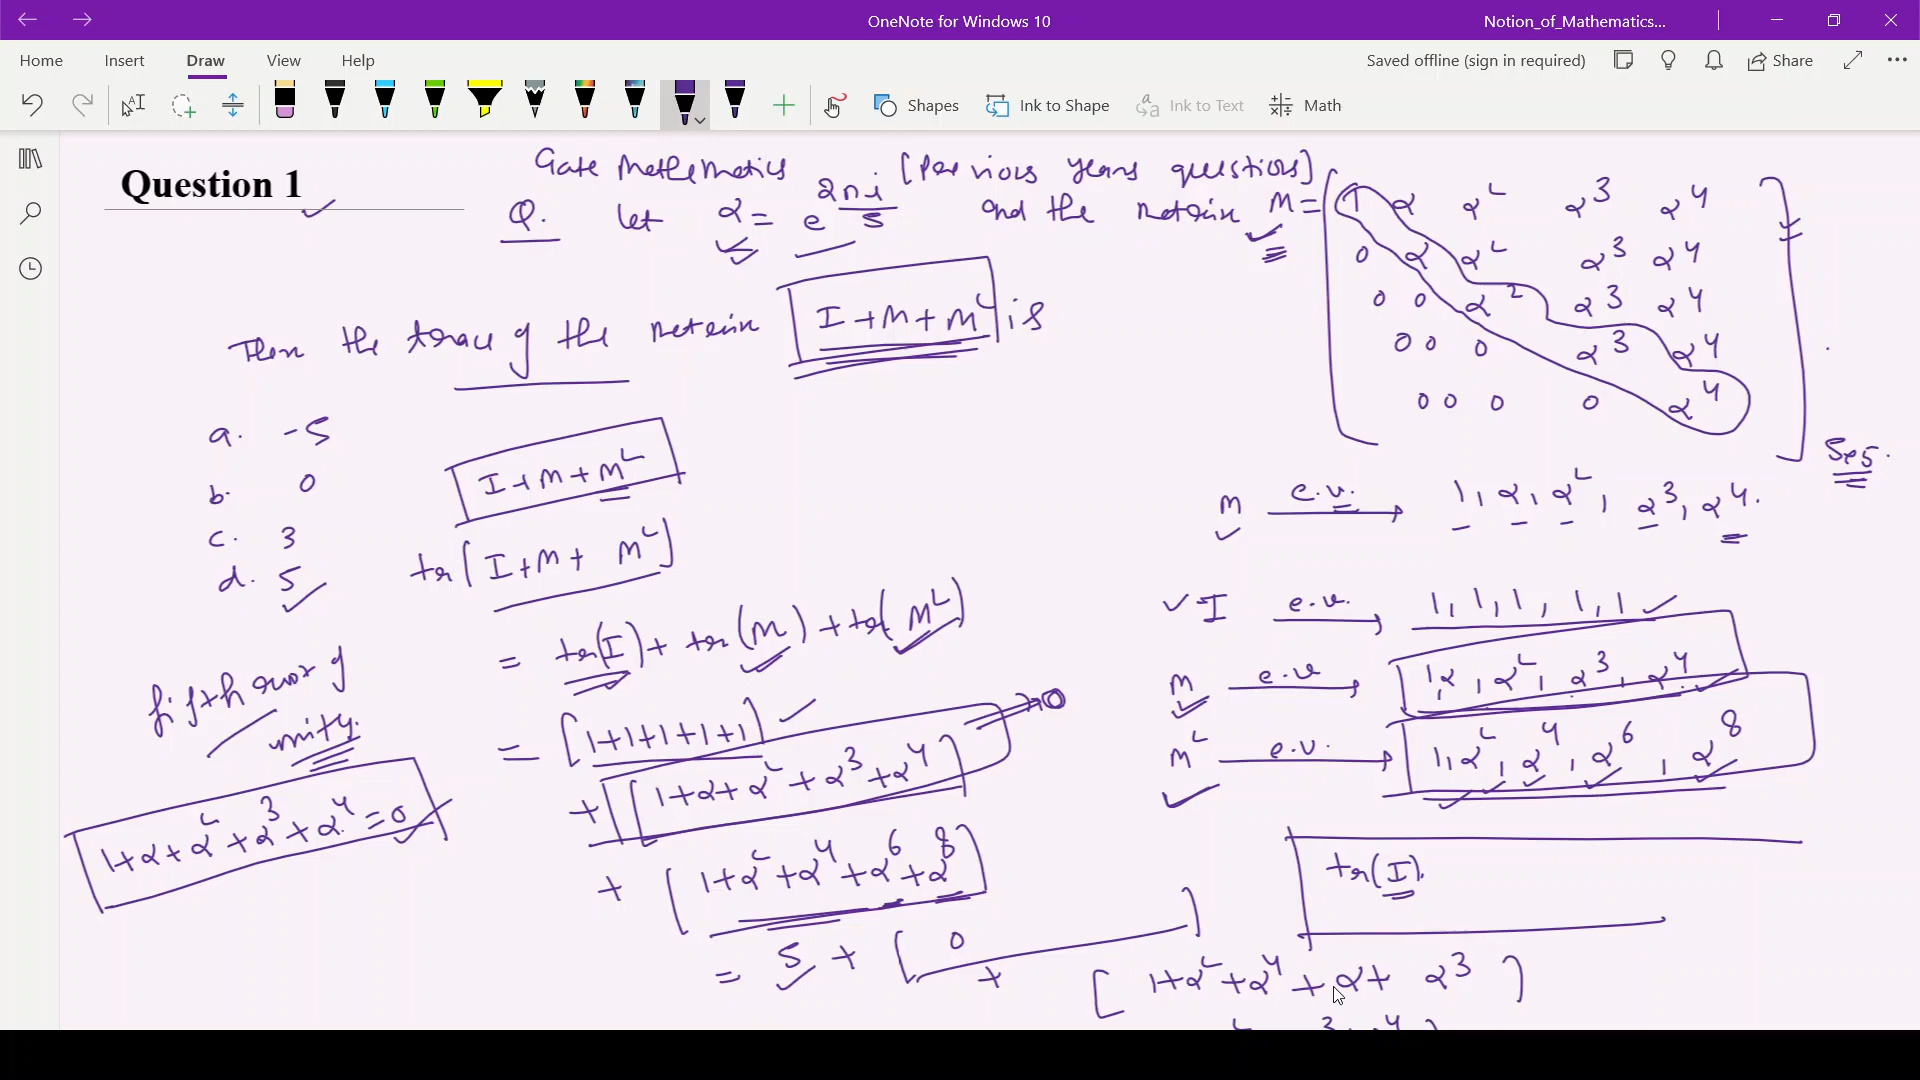 OneNote for Windows 10
Notion_of_Mathematics...
Home Insert Draw View Help
Saved offline (sign in required) Share
Shapes Ink to Shape Ink to Text Math
Question 1
Gate Mathematics [Pervious years questions]
Q. let α = e^{2πi/5} and the matrix M =
1 α α² α³ α⁴
0 α α² α³ α⁴
0 0 α² α³ α⁴
0 0 0 α³ α⁴
0 0 0 0 α⁴
5×5.
Then the trace of the matrix I+M+M² is
a. -5
b. 0
c. 3
d. 5
I+M+M²
tr(I+M+M²)
= tr(I)+tr(M)+tr(M²)
= [1+1+1+1+1]
+ [1+α+α²+α³+α⁴] → 0
+ [1+α²+α⁴+α⁶+α⁸]
= 5 + [0]
+ [1+α²+α⁴+α+α³]
fifth root of
unity.
1+α+α²+α³+α⁴=0
M e.v. → 1, α, α², α³, α⁴.
I e.v. → 1, 1, 1, 1, 1
M e.v → 1, α, α², α³, α⁴
M² e.v. → 1, α², α⁴, α⁶, α⁸
tr(I).